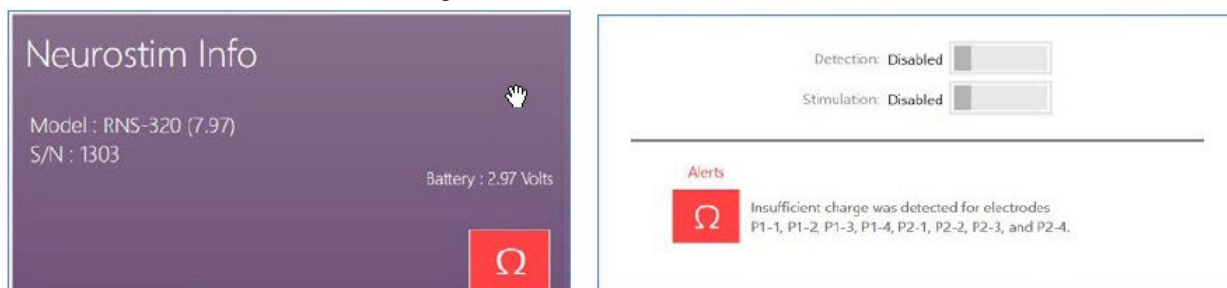 Neurostim Info
Model : RNS-320 (7.97)
S/N : 1303
Battery : 2.97 Volts
Ω
Detection: Disabled
Stimulation: Disabled
Alerts
Ω
Insufficient charge was detected for electrodes
P1-1, P1-2, P1-3, P1-4, P2-1, P2-2, P2-3, and P2-4.